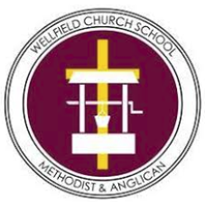 WELLFIELD CHURCH SCHOOL
METHODIST & ANGLICAN